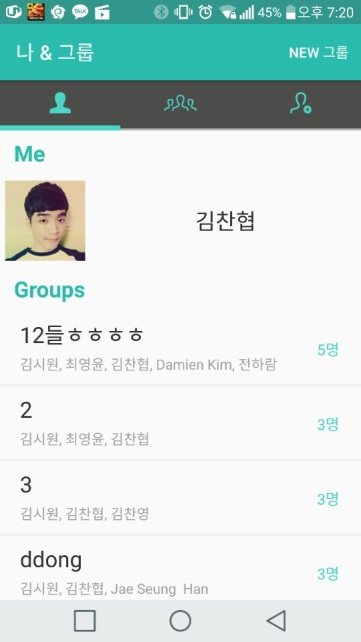 TALK 45% 오후 7:20
나 & 그룹 NEW 그룹
Me
김찬협
Groups
12들ㅎㅎㅎㅎ
5명
김시원, 최영윤, 김찬협, Damien Kim, 전하람
2
3명
김시원, 최영윤, 김찬협
3
3명
김시원, 김찬협, 김찬영
ddong
3명
김시원, 김찬협, Jae Seung Han